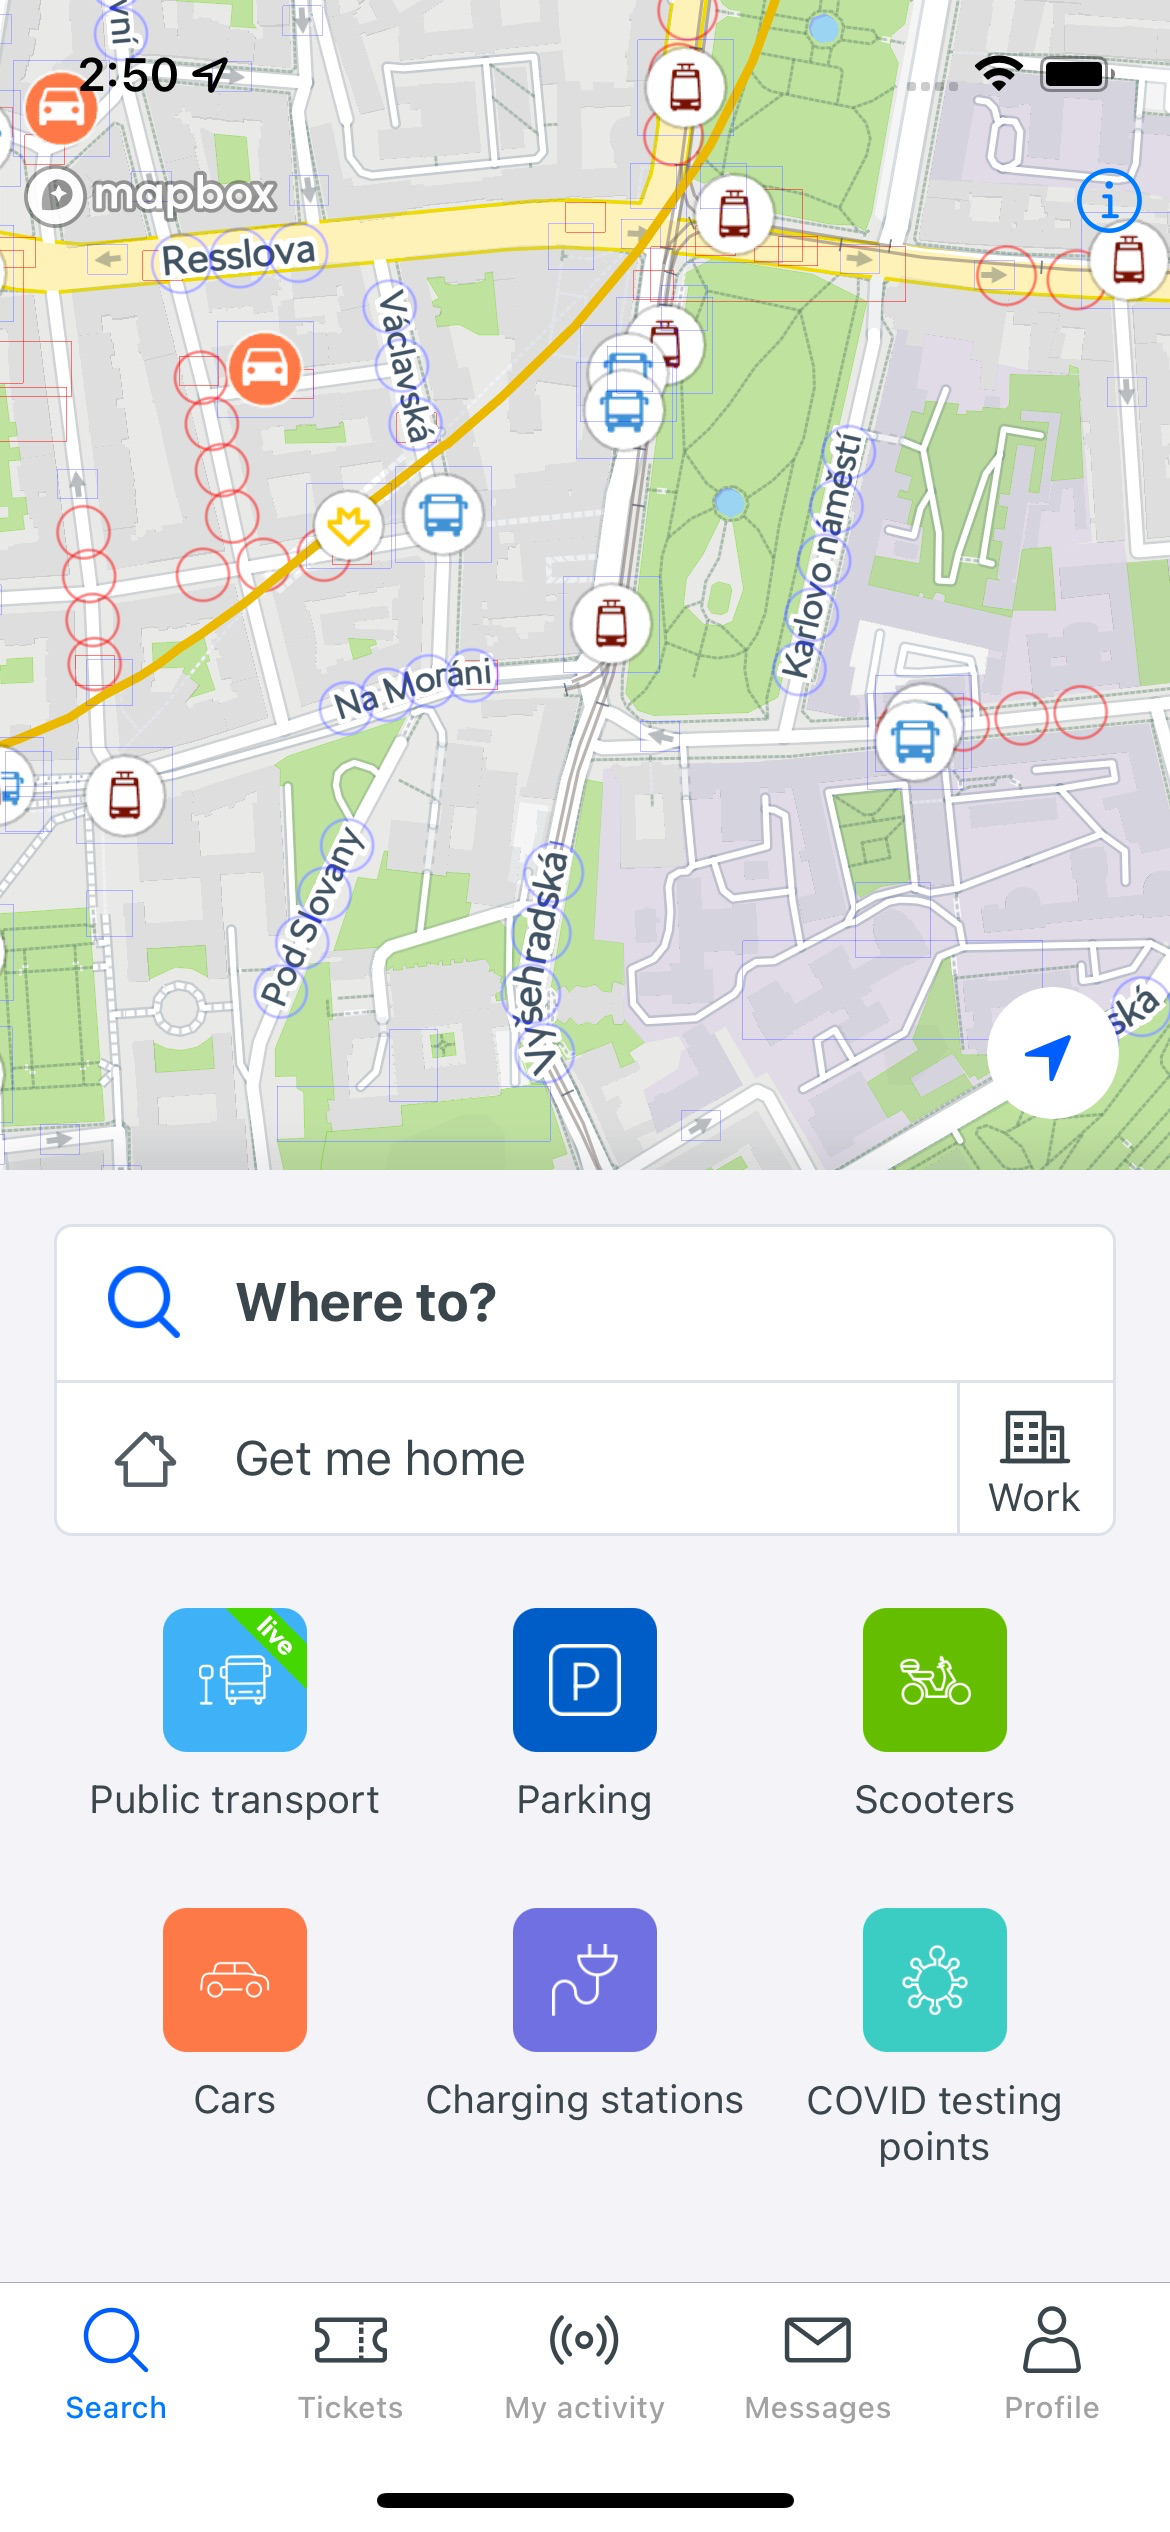 vní
2:50
mapbox
Resslova
Václavská
Karlovo náměstí
Na Moráni
Pod Slovany
Vyšehradská
ská
Where to?
Get me home
Work
live
P
Public transport
Parking
Scooters
Cars
Charging stations
COVID testing
points
Search
Tickets
My activity
Messages
Profile